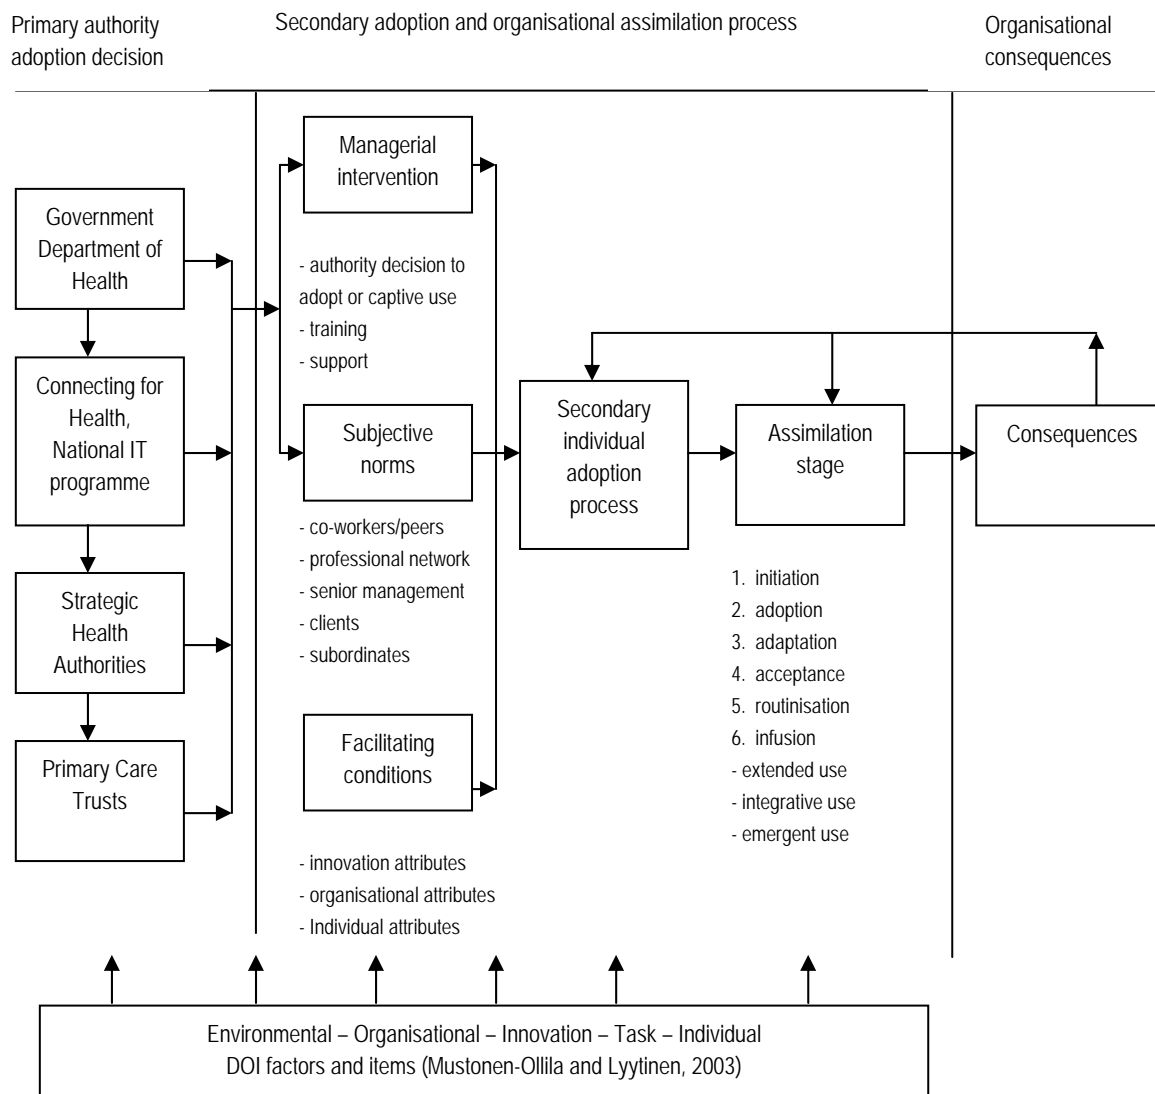 Primary authority
adoption decision
Secondary adoption and organisational assimilation process
Organisational
consequences
Government
Department of
Health
Connecting for
Health,
National IT
programme
Strategic
Health
Authorities
Primary Care
Trusts
Managerial
intervention
- authority decision to
adopt or captive use
- training
- support
Subjective
norms
- co-workers/peers
- professional network
- senior management
- clients
- subordinates
Facilitating
conditions
- innovation attributes
- organisational attributes
- Individual attributes
Secondary
individual
adoption
process
Assimilation
stage
1. initiation
2. adoption
3. adaptation
4. acceptance
5. routinisation
6. infusion
- extended use
- integrative use
- emergent use
Consequences
Environmental – Organisational – Innovation – Task – Individual
DOI factors and items (Mustonen-Ollila and Lyytinen, 2003)